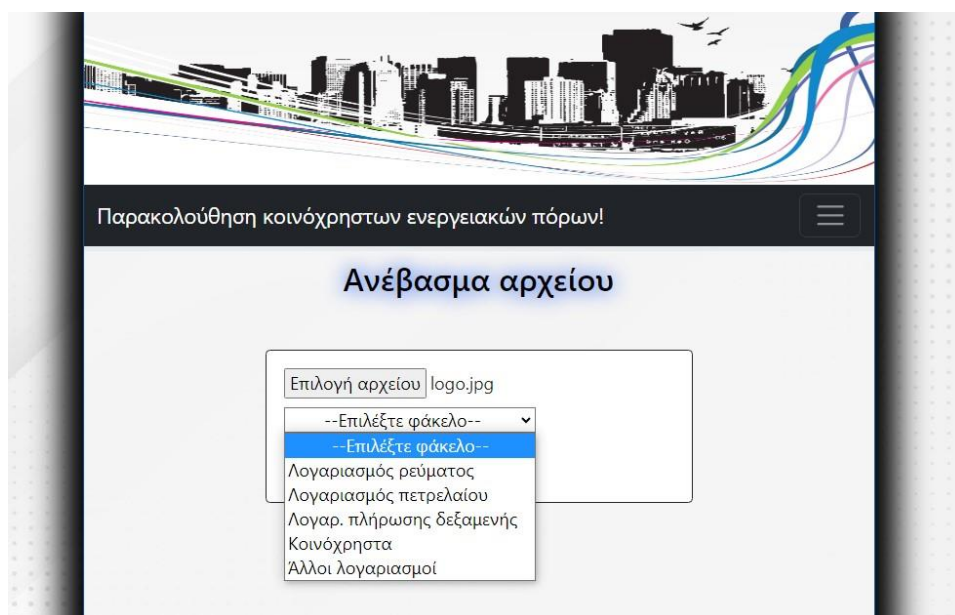 Παρακολούθηση κοινόχρηστων ενεργειακών πόρων!
Ανέβασμα αρχείου
Επιλογή αρχείου logo.jpg
--Επιλέξτε φάκελο--
--Επιλέξτε φάκελο--
Λογαριασμός ρεύματος
Λογαριασμός πετρελαίου
Λογαρ. πλήρωσης δεξαμενής
Κοινόχρηστα
Άλλοι λογαριασμοί